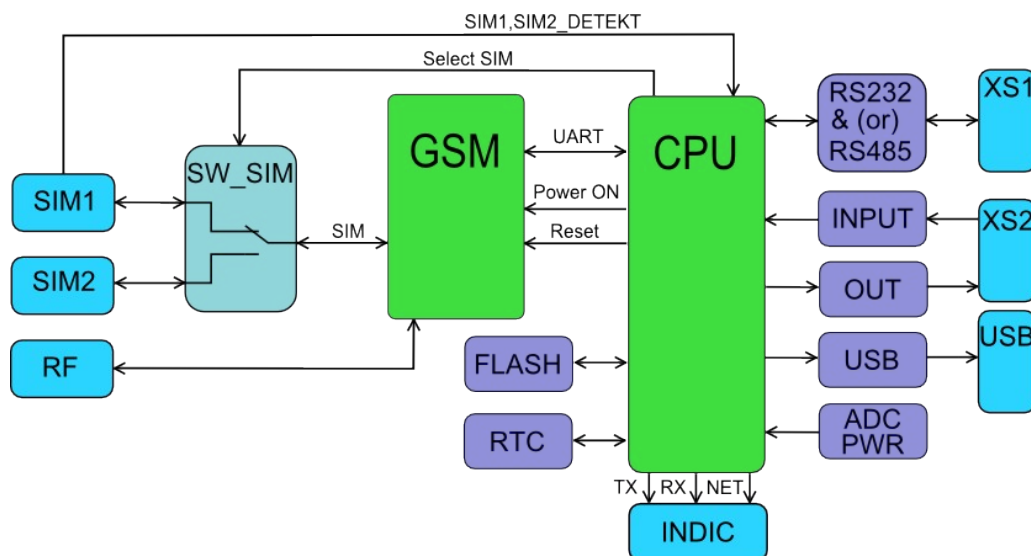 SIM1,SIM2_DETEKT
Select SIM
GSM
CPU
UART
Power ON
Reset
SW_SIM
SIM1
SIM2
SIM
RF
FLASH
RTC
RS232
& (or)
RS485
XS1
INPUT
XS2
OUT
USB
USB
ADC
PWR
TX
RX
NET
INDIC